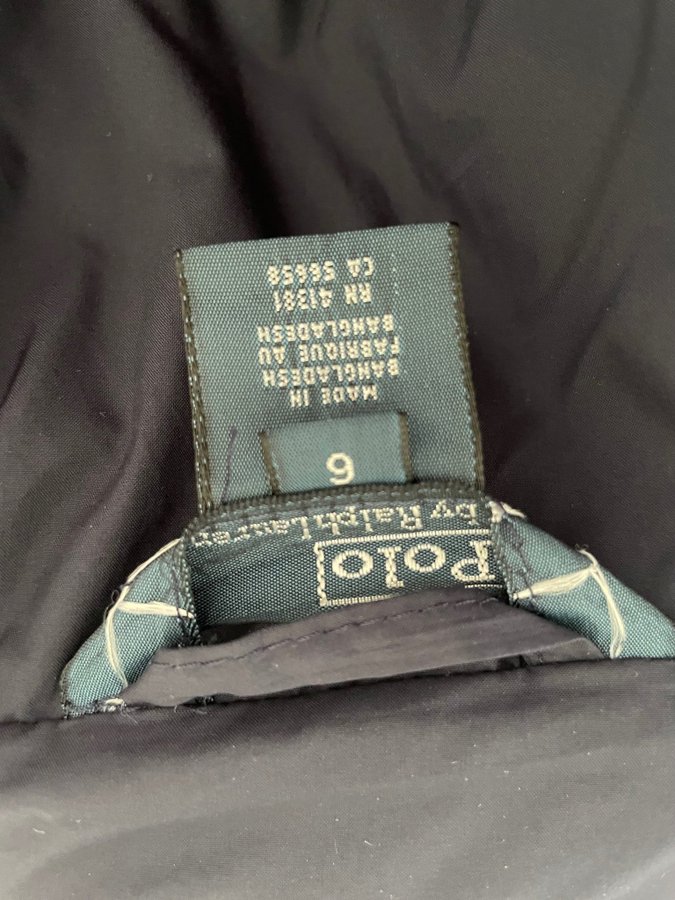 Polo
by Ralph Lauren
6
MADE IN
BANGLADESH
FABRIQUE AU
BANGLADESH
RN 41381
CA 56658